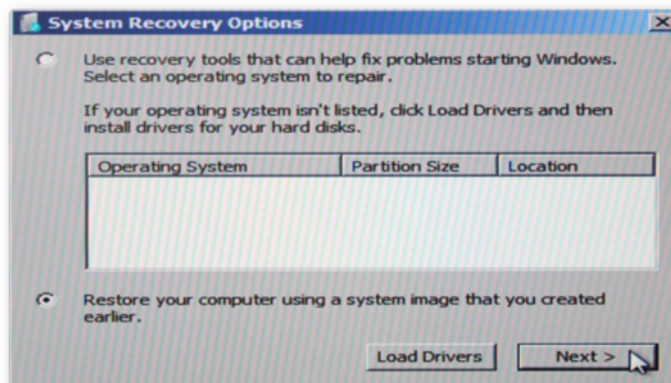 System Recovery Options
Use recovery tools that can help fix problems starting Windows.
Select an operating system to repair.
If your operating system isn't listed, click Load Drivers and then
install drivers for your hard disks.
Operating System Partition Size Location
Restore your computer using a system image that you created
earlier.
Load Drivers Next >